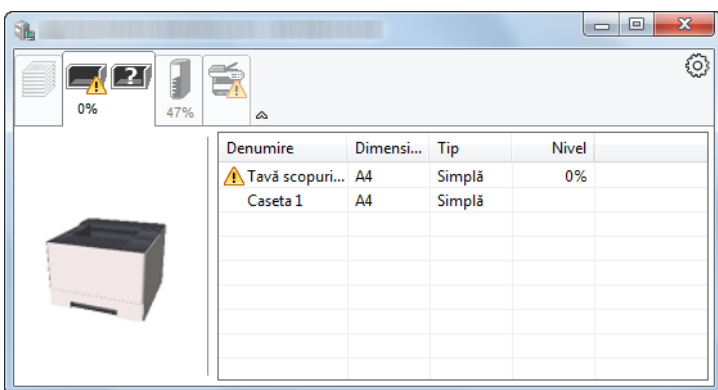 0%
47%
Denumire Dimensi... Tip Nivel
Tavă scopuri... A4 Simplă 0%
Caseta 1 A4 Simplă